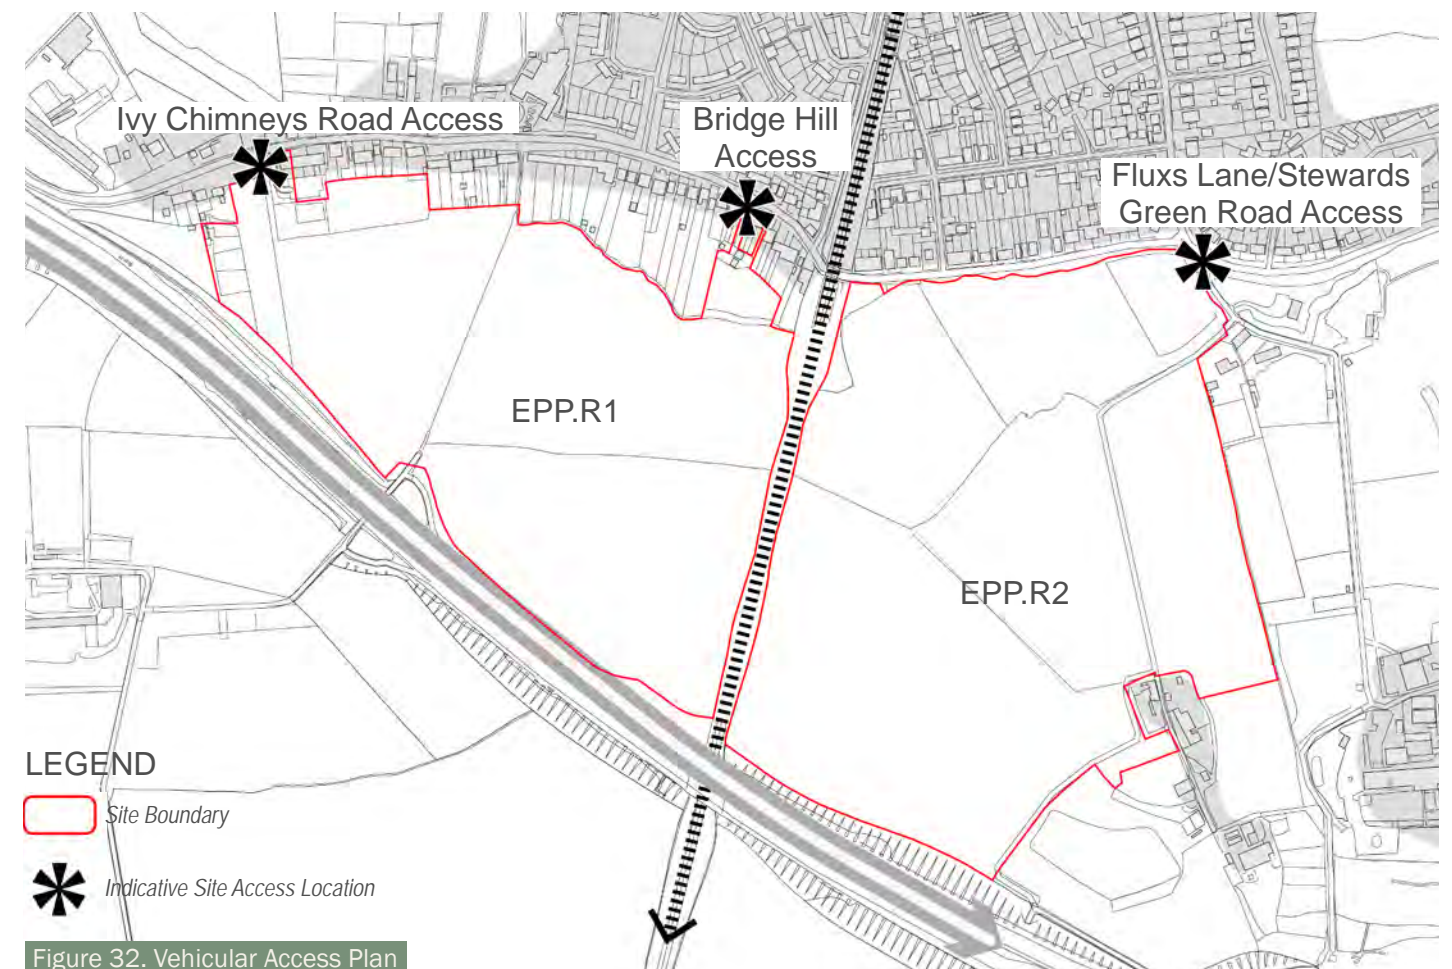 Ivy Chimneys Road Access
Bridge Hill
Access
Fluxs Lane/Stewards
Green Road Access
EPP.R1
EPP.R2
LEGEND
Site Boundary
Indicative Site Access Location
Figure 32. Vehicular Access Plan